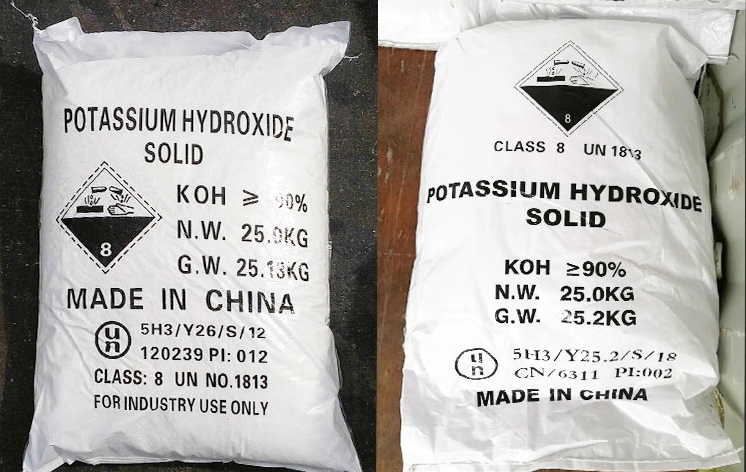 POTASSIUM HYDROXIDE
SOLID
KOH ≥ 90%
N.W. 25.0KG
G.W. 25.13KG
8
MADE IN CHINA
un 5H3/Y26/S/12
120239 PI: 012
CLASS: 8 UN NO.1813
FOR INDUSTRY USE ONLY
8
CLASS 8 UN 1813
POTASSIUM HYDROXIDE
SOLID
KOH ≥90%
N.W. 25.0KG
G.W. 25.2KG
un 5H3/Y25.2/S/18
CN/6311 PI:002
MADE IN CHINA